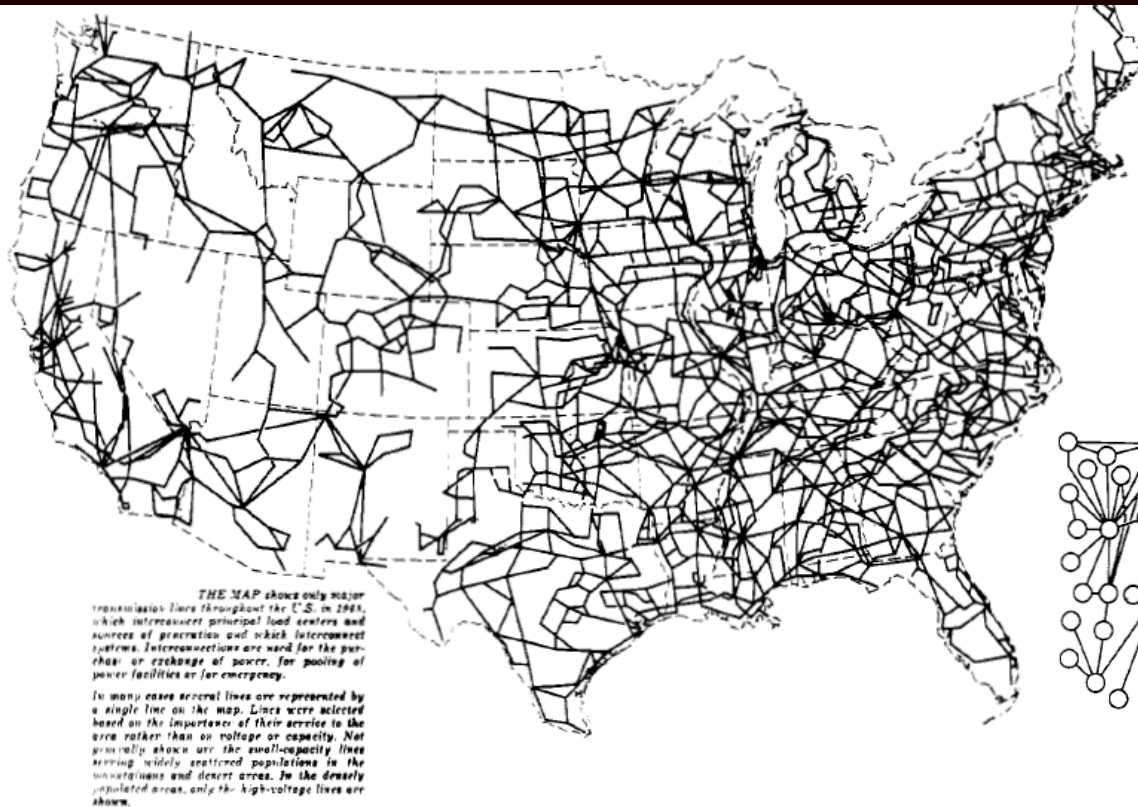 THE MAP shows only major
transmission lines throughout the U.S. in
which interconnect principal load centers and
sources of generation and which interconnect
systems. Interconnections are used for the pur-
chase or exchange of power, for pooling of
power facilities or for emergency.
In many cases several lines are represented by
a single line on the map. Lines were selected
based on the importance of their service to the
area rather than on voltage or capacity. Not
generally shown are the small-capacity lines
serving widely scattered populations in the
mountainous and desert areas. In the densely
populated areas, only the high-voltage lines are
shown.